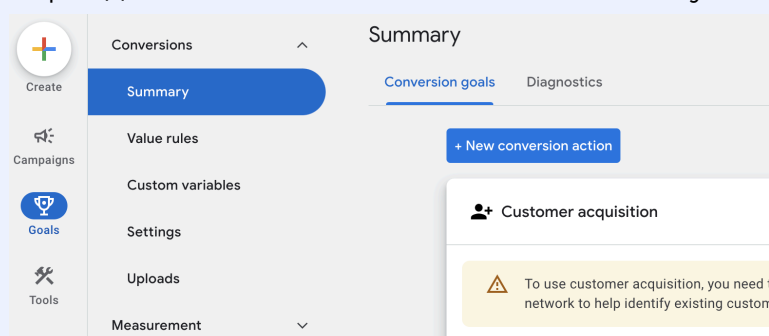 Create
Campaigns
Goals
Tools
Conversions
Summary
Value rules
Custom variables
Settings
Uploads
Measurement
Summary
Conversion goals
Diagnostics
+ New conversion action
Customer acquisition
To use customer acquisition, you need
network to help identify existing